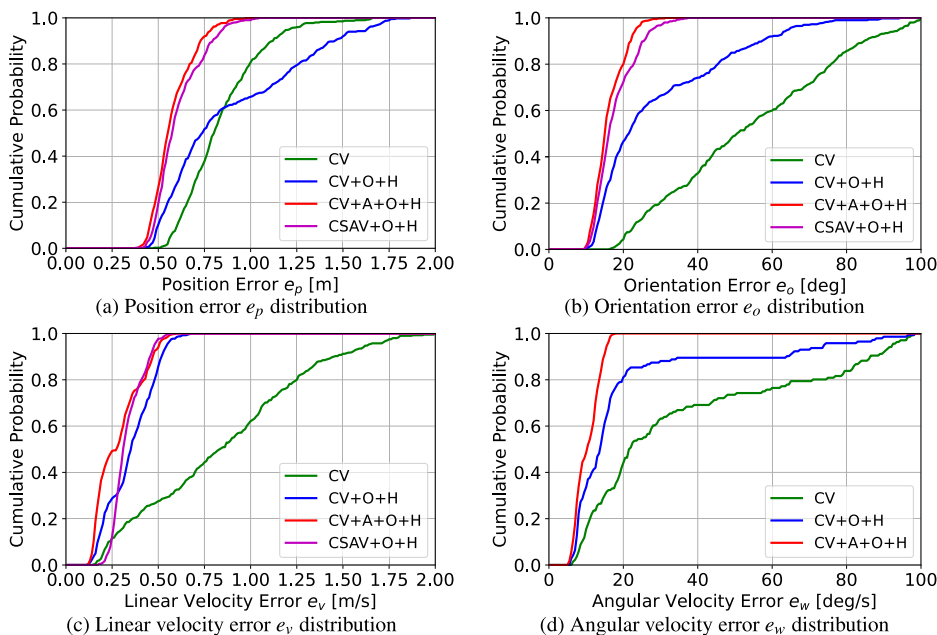 1.0
0.8
0.6
0.4
0.2
0.0
Cumulative Probability
CV
CV+O+H
CV+A+O+H
CSAV+O+H
0.00 0.25 0.50 0.75 1.00 1.25 1.50 1.75 2.00
Position Error e_p [m]
(a) Position error e_p distribution
1.0
0.8
0.6
0.4
0.2
0.0
Cumulative Probability
CV
CV+O+H
CV+A+O+H
CSAV+O+H
0 20 40 60 80 100
Orientation Error e_o [deg]
(b) Orientation error e_o distribution
1.0
0.8
0.6
0.4
0.2
0.0
Cumulative Probability
CV
CV+O+H
CV+A+O+H
CSAV+O+H
0.00 0.25 0.50 0.75 1.00 1.25 1.50 1.75 2.00
Linear Velocity Error e_v [m/s]
(c) Linear velocity error e_v distribution
1.0
0.8
0.6
0.4
0.2
0.0
Cumulative Probability
CV
CV+O+H
CV+A+O+H
0 20 40 60 80 100
Angular Velocity Error e_w [deg/s]
(d) Angular velocity error e_w distribution